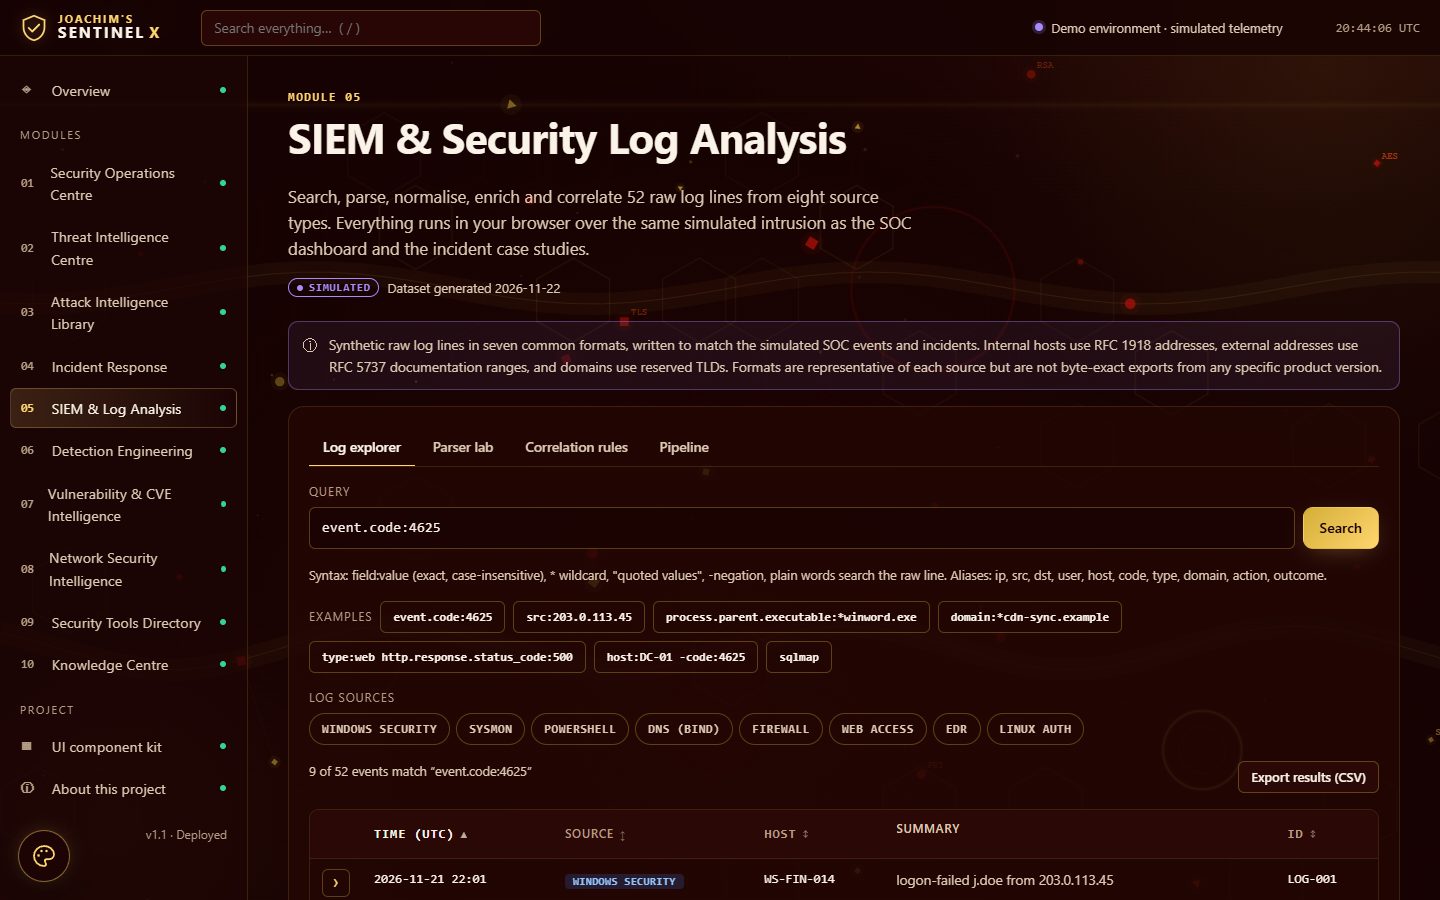 JOACHIM'S
SENTINEL X
Search everything... ( / )
Demo environment · simulated telemetry
20:44:06 UTC
Overview
MODULES
01 Security Operations
Centre
02 Threat Intelligence
Centre
03 Attack Intelligence
Library
04 Incident Response
05 SIEM & Log Analysis
06 Detection Engineering
07 Vulnerability & CVE
Intelligence
08 Network Security
Intelligence
09 Security Tools Directory
10 Knowledge Centre
PROJECT
UI component kit
About this project
v1.1 · Deployed
RSA
AES
TLS
MODULE 05
SIEM & Security Log Analysis
Search, parse, normalise, enrich and correlate 52 raw log lines from eight source
types. Everything runs in your browser over the same simulated intrusion as the SOC
dashboard and the incident case studies.
SIMULATED Dataset generated 2026-11-22
Synthetic raw log lines in seven common formats, written to match the simulated SOC events and incidents. Internal hosts use RFC 1918 addresses, external addresses use
RFC 5737 documentation ranges, and domains use reserved TLDs. Formats are representative of each source but are not byte-exact exports from any specific product version.
Log explorer Parser lab Correlation rules Pipeline
QUERY
event.code:4625
Search
Syntax: field:value (exact, case-insensitive), * wildcard, "quoted values", -negation, plain words search the raw line. Aliases: ip, src, dst, user, host, code, type, domain, action, outcome.
EXAMPLES event.code:4625 src:203.0.113.45 process.parent.executable:*winword.exe domain:*cdn-sync.example
type:web http.response.status_code:500 host:DC-01 -code:4625 sqlmap
LOG SOURCES
WINDOWS SECURITY SYSMON POWERSHELL DNS (BIND) FIREWALL WEB ACCESS EDR LINUX AUTH
9 of 52 events match “event.code:4625”
Export results (CSV)
TIME (UTC) ▲ SOURCE ↕ HOST ↕ SUMMARY ID ↕
2026-11-21 22:01 WINDOWS SECURITY WS-FIN-014 logon-failed j.doe from 203.0.113.45 LOG-001